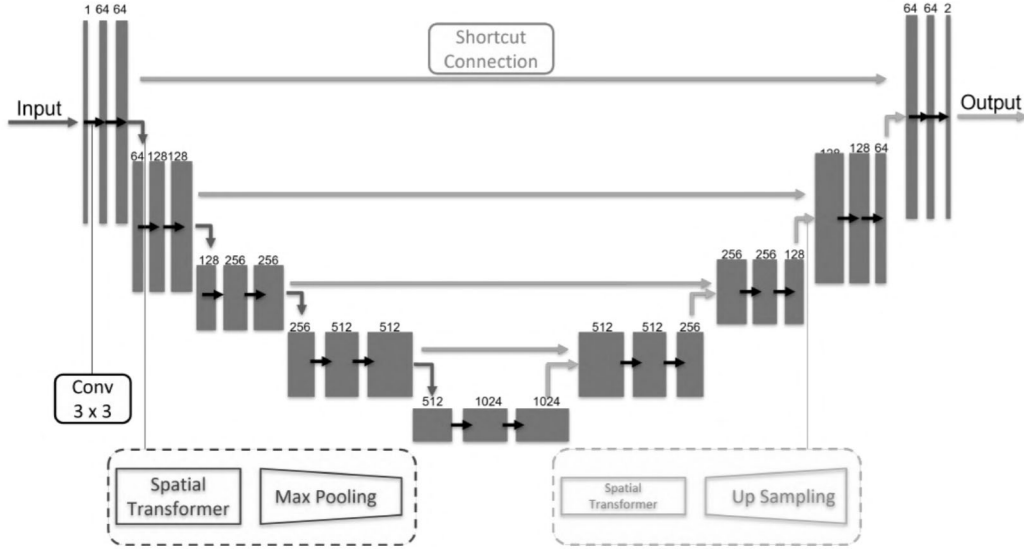 1 64 64
64 64 2
Shortcut
Connection
Input
Output
64 128 128
128 128 64
128 256 256
256 256 128
256 512 512
512 512 256
512 1024 1024
Conv
3 x 3
Spatial
Transformer
Max Pooling
Spatial
Transformer
Up Sampling